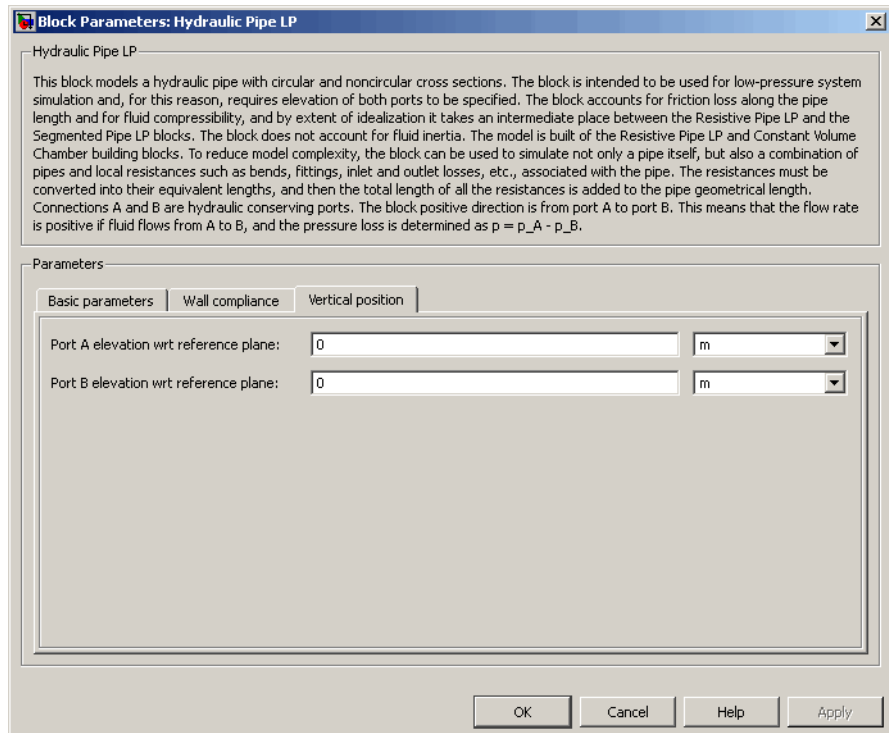 Block Parameters: Hydraulic Pipe LP
Hydraulic Pipe LP
This block models a hydraulic pipe with circular and noncircular cross sections. The block is intended to be used for low-pressure system
simulation and, for this reason, requires elevation of both ports to be specified. The block accounts for friction loss along the pipe
length and for fluid compressibility, and by extent of idealization it takes an intermediate place between the Resistive Pipe LP and the
Segmented Pipe LP blocks. The block does not account for fluid inertia. The model is built of the Resistive Pipe LP and Constant Volume
Chamber building blocks. To reduce model complexity, the block can be used to simulate not only a pipe itself, but also a combination of
pipes and local resistances such as bends, fittings, inlet and outlet losses, etc., associated with the pipe. The resistances must be
converted into their equivalent lengths, and then the total length of all the resistances is added to the pipe geometrical length.
Connections A and B are hydraulic conserving ports. The block positive direction is from port A to port B. This means that the flow rate
is positive if fluid flows from A to B, and the pressure loss is determined as p = p_A - p_B.
Parameters
Basic parameters Wall compliance Vertical position
Port A elevation wrt reference plane: 0 m
Port B elevation wrt reference plane: 0 m
OK Cancel Help Apply